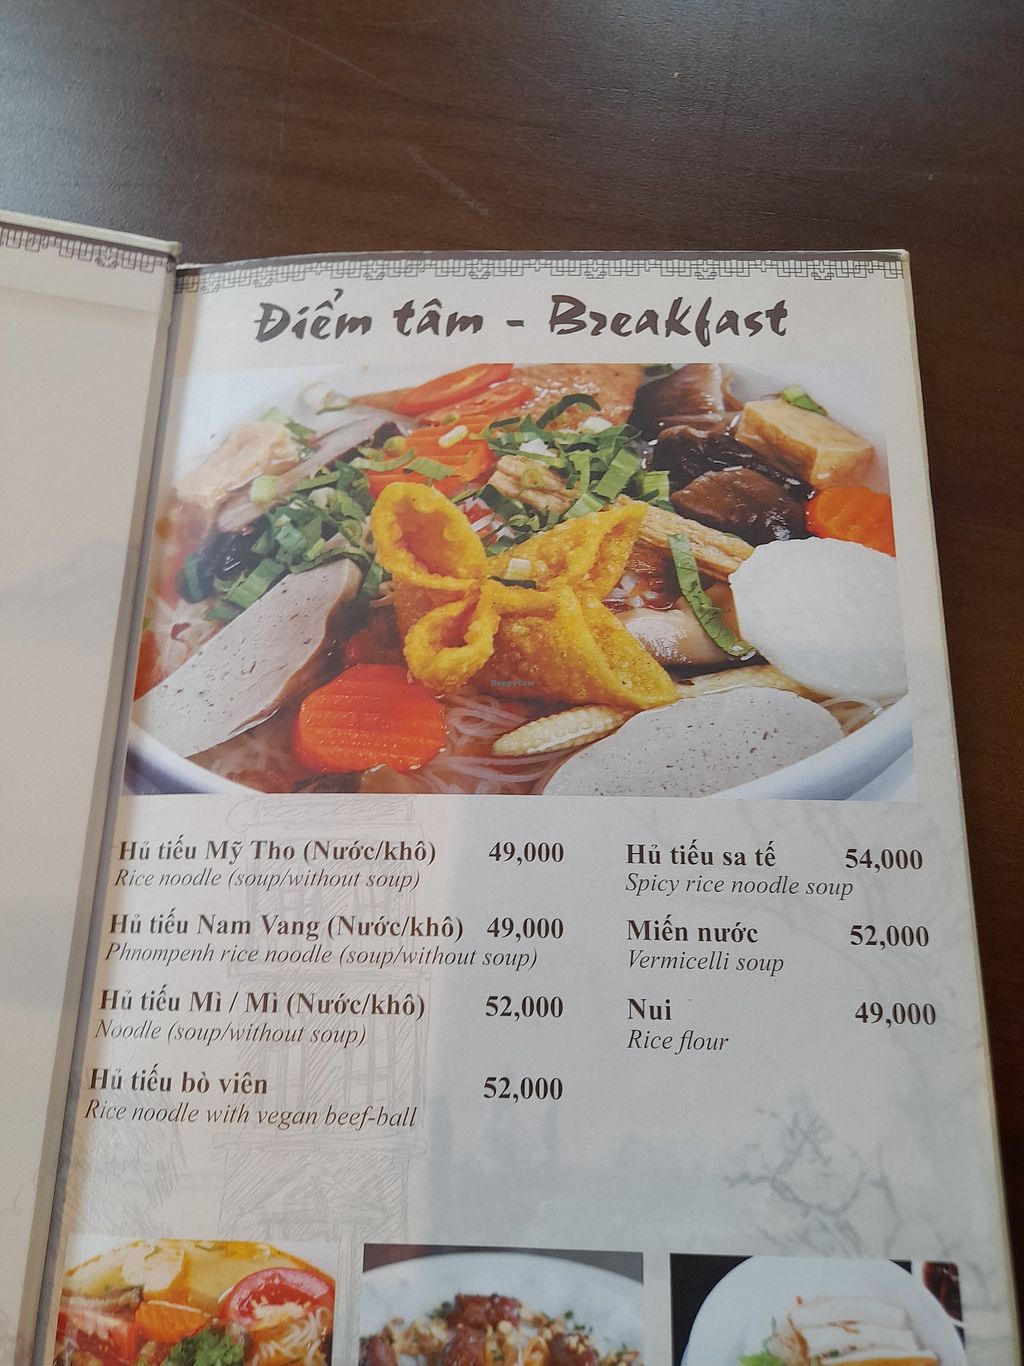 Điểm tâm - Breakfast
HappyCow
Hủ tiếu Mỹ Tho (Nước/khô) 49,000
Rice noodle (soup/without soup)
Hủ tiếu Nam Vang (Nước/khô) 49,000
Phnompenh rice noodle (soup/without soup)
Hủ tiếu Mì / Mì (Nước/khô) 52,000
Noodle (soup/without soup)
Hủ tiếu bò viên 52,000
Rice noodle with vegan beef-ball
Hủ tiếu sa tế 54,000
Spicy rice noodle soup
Miến nước 52,000
Vermicelli soup
Nui 49,000
Rice flour